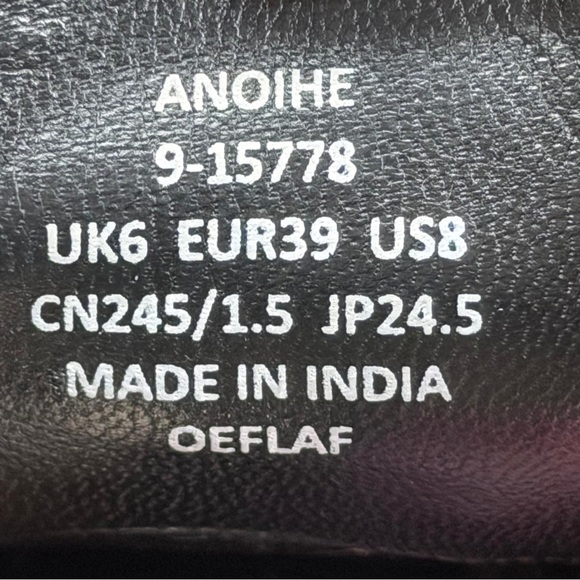 ANOIHE
9-15778
UK6 EUR39 US8
CN245/1.5 JP24.5
MADE IN INDIA
OEFLAF